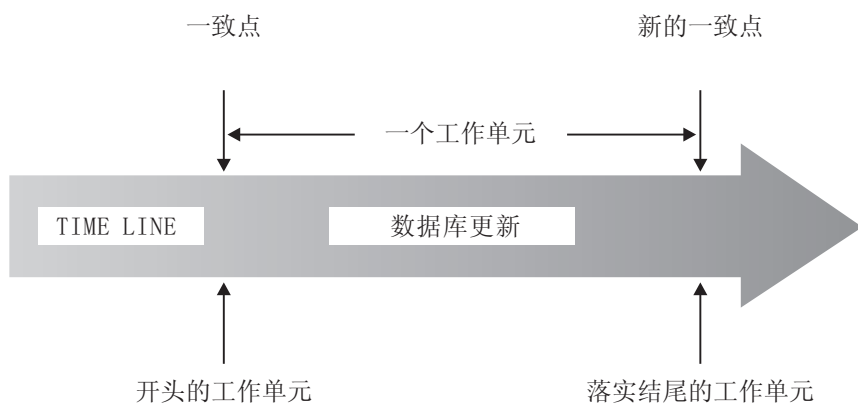 一致点
新的一致点
一个工作单元
TIME LINE
数据库更新
开头的工作单元
落实结尾的工作单元